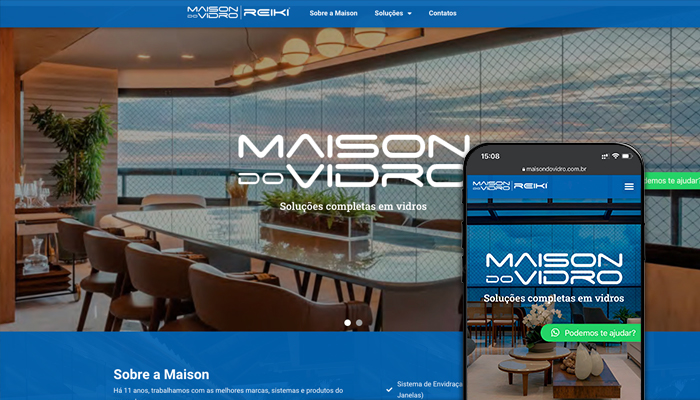 MAISON DO VIDRO | REIKI
Sobre a Maison
Soluções
Contatos
MAISON
DO VIDRO
Soluções completas em vidros
demos te ajudar?
Sobre a Maison
Há 11 anos, trabalhamos com as melhores marcas, sistemas e produtos do
Sistema de Envidraça
Janelas)
15:08
maisondovidro.com.br
MAISON DO VIDRO | REIKI
MAISON
DO VIDRO
Soluções completas em vidros
Podemos te ajudar?